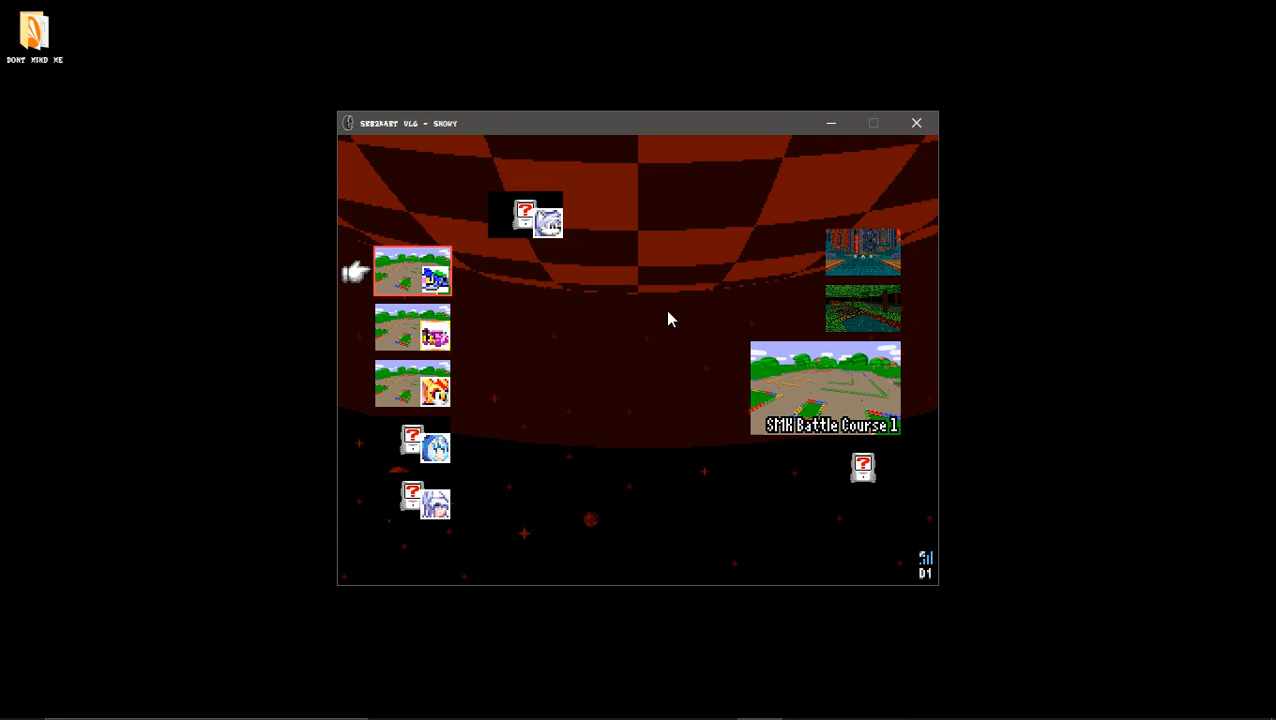 DONT MIND ME
SRB2KART V1.6 - SNOWY
?
?
?
SMK Battle Course 1
?
D1